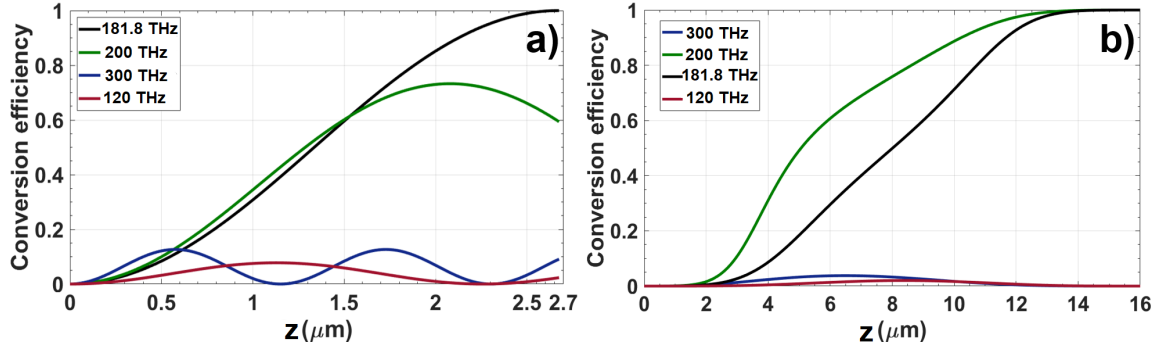 a)
181.8 THz
200 THz
300 THz
120 THz
Conversion efficiency
1
0.8
0.6
0.4
0.2
0
0 0.5 1 1.5 2 2.5 2.7
z (μm)
b)
300 THz
200 THz
181.8 THz
120 THz
Conversion efficiency
1
0.8
0.6
0.4
0.2
0
0 2 4 6 8 10 12 14 16
z (μm)